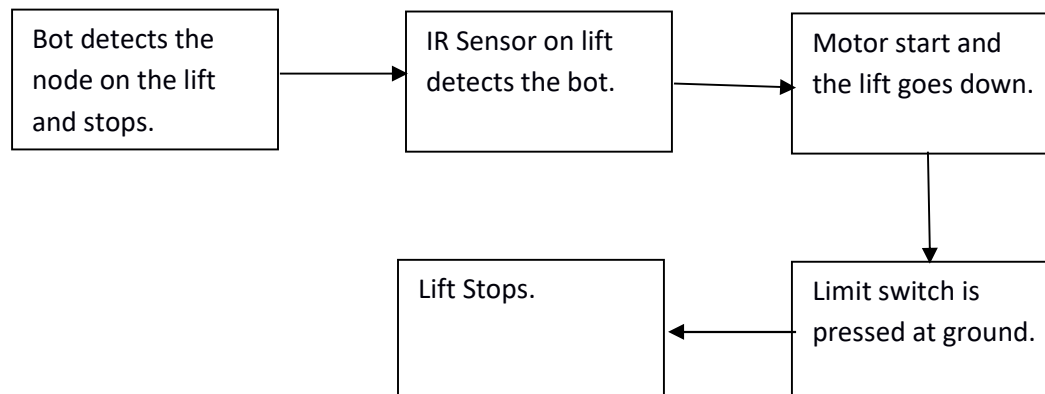 Bot detects the
node on the lift
and stops.
IR Sensor on lift
detects the bot.
Motor start and
the lift goes down.
Limit switch is
pressed at ground.
Lift Stops.